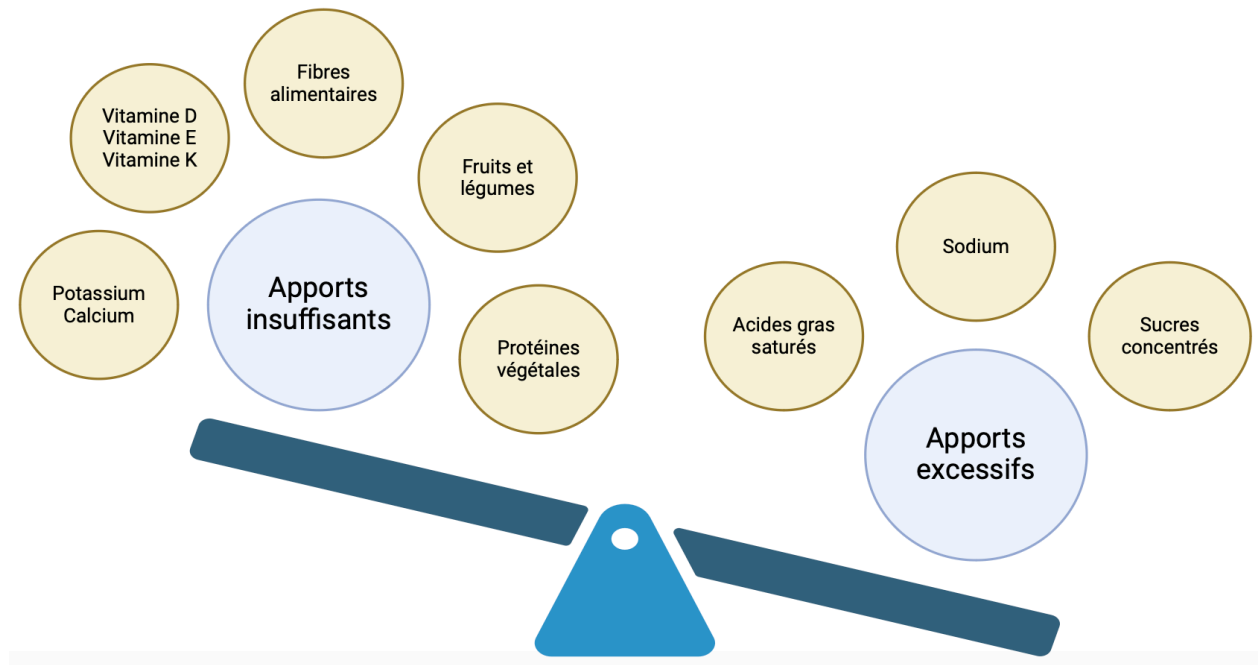 Fibres
alimentaires
Vitamine D
Vitamine E
Vitamine K
Fruits et
légumes
Potassium
Calcium
Apports
insuffisants
Protéines
végétales
Sodium
Acides gras
saturés
Sucres
concentrés
Apports
excessifs